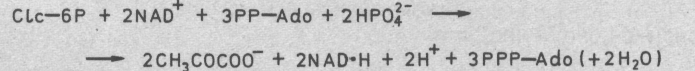 Clc-6P + 2NAD⁺ + 3PP-Ado + 2HPO₄²⁻ ⟶
⟶ 2CH₃COCOO⁻ + 2NAD•H + 2H⁺ + 3PPP-Ado (+2H₂O)